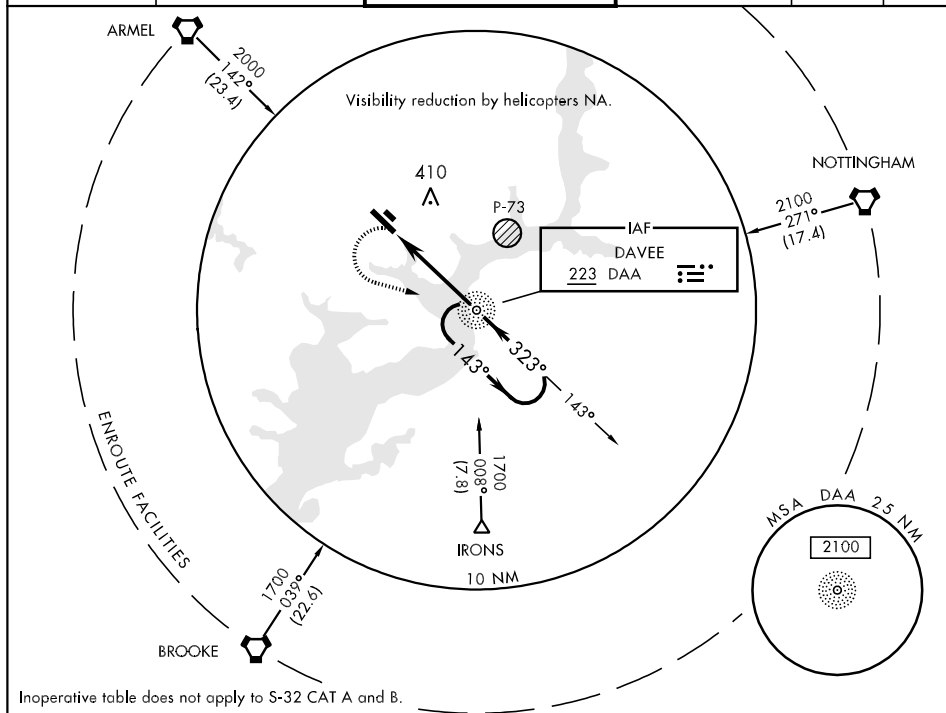 ARMEL
2000
142°
(23.4)
Visibility reduction by helicopters NA.
NOTTINGHAM
2100
271°
(17.4)
410
P-73
IAF
DAVEE
223 DAA
323°
143°
143°
1700
008°
(7.8)
IRONS
10 NM
ENROUTE FACILITIES
MSA DAA 25 NM
2100
1700
039°
(22.6)
BROOKE
Inoperative table does not apply to S-32 CAT A and B.